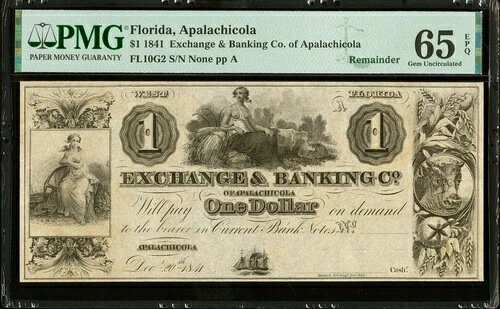 PMG
PAPER MONEY GUARANTY
Florida, Apalachicola
$1 1841 Exchange & Banking Co. of Apalachicola
FL10G2 S/N None pp A
Remainder
65 EPQ
Gem Uncirculated
WEST FLORIDA
A
1 1
EXCHANGE & BANKING Co.
OF APALACHICOLA
Will pay One Dollar on demand
to the bearer in Current Bank Notes No.
APALACHICOLA
Dec 20th 1841
Cash.